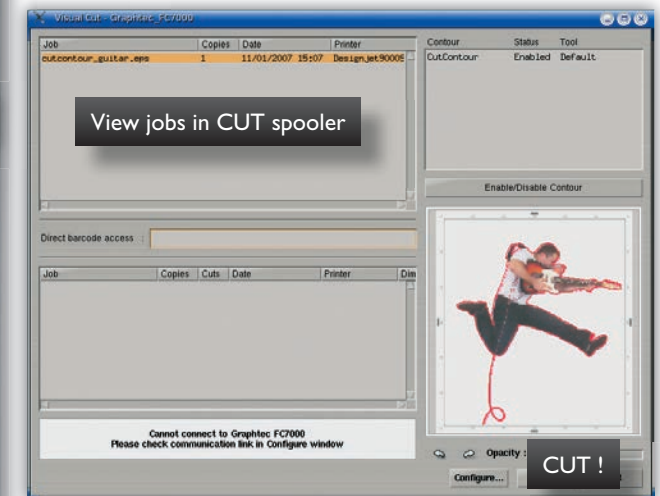 Visual Cut - Graphtec_FC7000
Job Copies Date Printer
cutcontour_guitar.eps 1 11/01/2007 15:07 Designjet9000S
View jobs in CUT spooler
Contour Status Tool
CutContour Enabled Default
Enable/Disable Contour
Direct barcode access :
Job Copies Cuts Date Printer Dim
Cannot connect to Graphtec FC7000
Please check communication link in Configure window
Opacity :
Configure...
CUT !